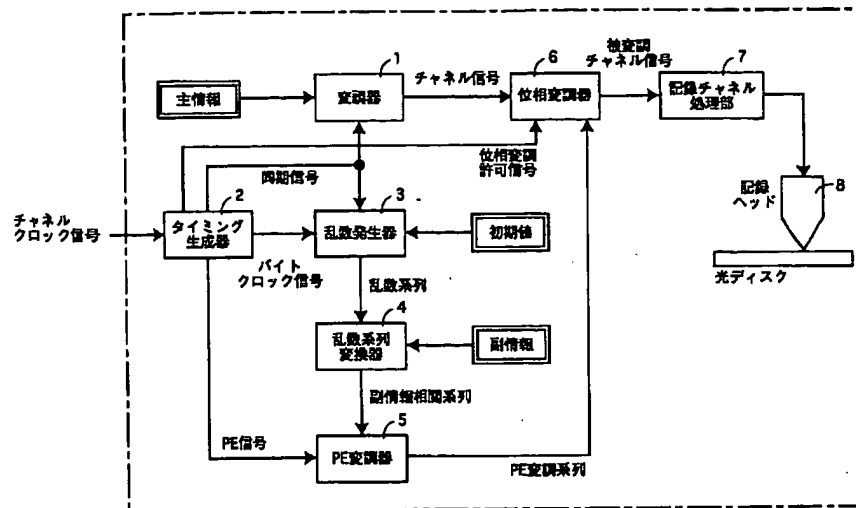 1
変調器
主情報
チャネル信号
6
位相変調器
被変調
チャネル信号
7
記録チャネル
処理部
位相変調
許可信号
同期信号
記録
ヘッド
8
光ディスク
チャネル
クロック信号
2
タイミング
生成器
バイト
クロック信号
3
乱数発生器
初期値
乱数系列
4
乱数系列
変換器
副情報
副情報相関系列
5
PE信号
PE変調器
PE変調系列